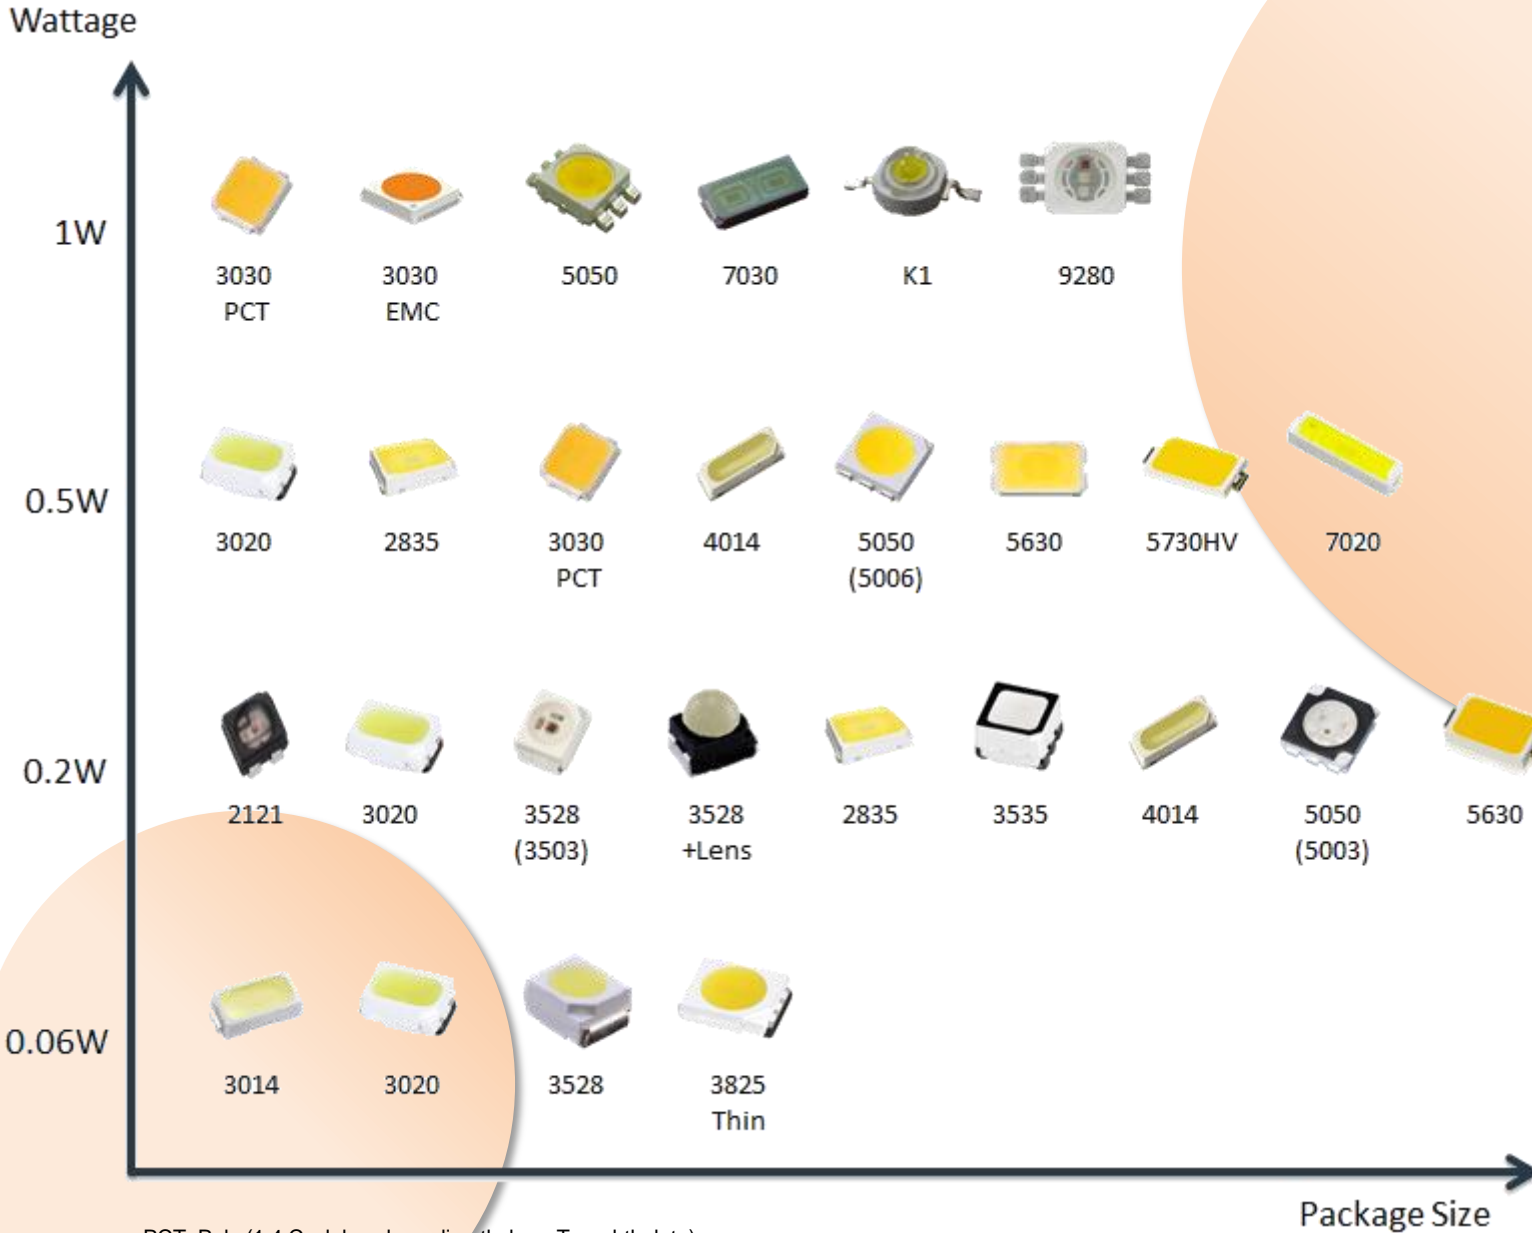 Wattage
1W
3030 3030 5050 7030 K1 9280
PCT EMC
0.5W
3020 2835 3030 4014 5050 5630 5730HV 7020
PCT (5006)
0.2W
2121 3020 3528 3528 2835 3535 4014 5050 5630
(3503) +Lens (5003)
0.06W
3014 3020 3528 3825
Thin
Package Size